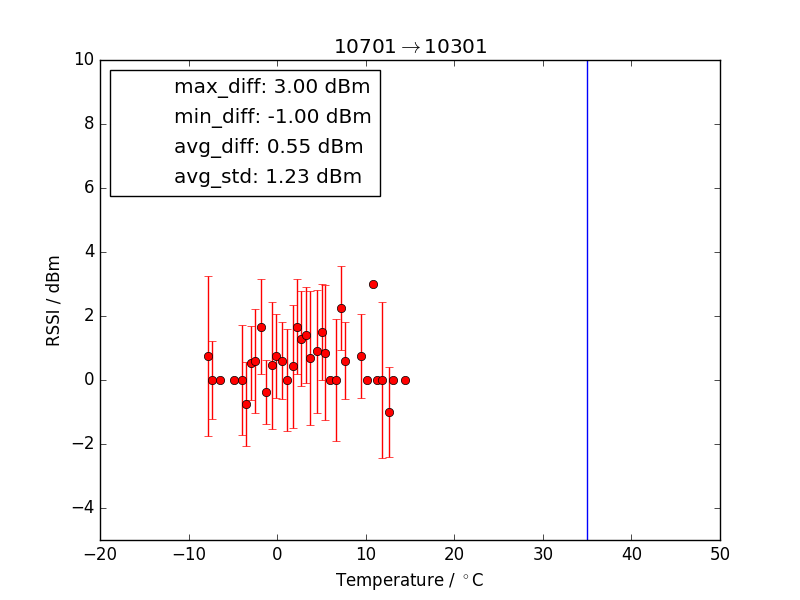 10701→10301
max_diff: 3.00 dBm
min_diff: -1.00 dBm
avg_diff: 0.55 dBm
avg_std: 1.23 dBm
10
8
6
4
2
0
−2
−4
RSSI / dBm
−20 −10 0 10 20 30 40 50
Temperature / °C